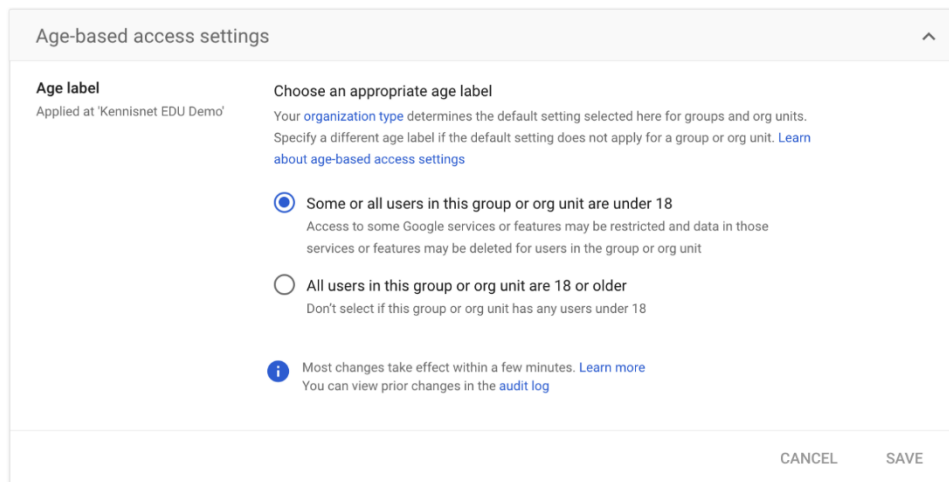 Age-based access settings
Age label
Applied at 'Kennisnet EDU Demo'
Choose an appropriate age label
Your organization type determines the default setting selected here for groups and org units.
Specify a different age label if the default setting does not apply for a group or org unit. Learn
about age-based access settings
Some or all users in this group or org unit are under 18
Access to some Google services or features may be restricted and data in those
services or features may be deleted for users in the group or org unit
All users in this group or org unit are 18 or older
Don't select if this group or org unit has any users under 18
Most changes take effect within a few minutes. Learn more
You can view prior changes in the audit log
CANCEL SAVE